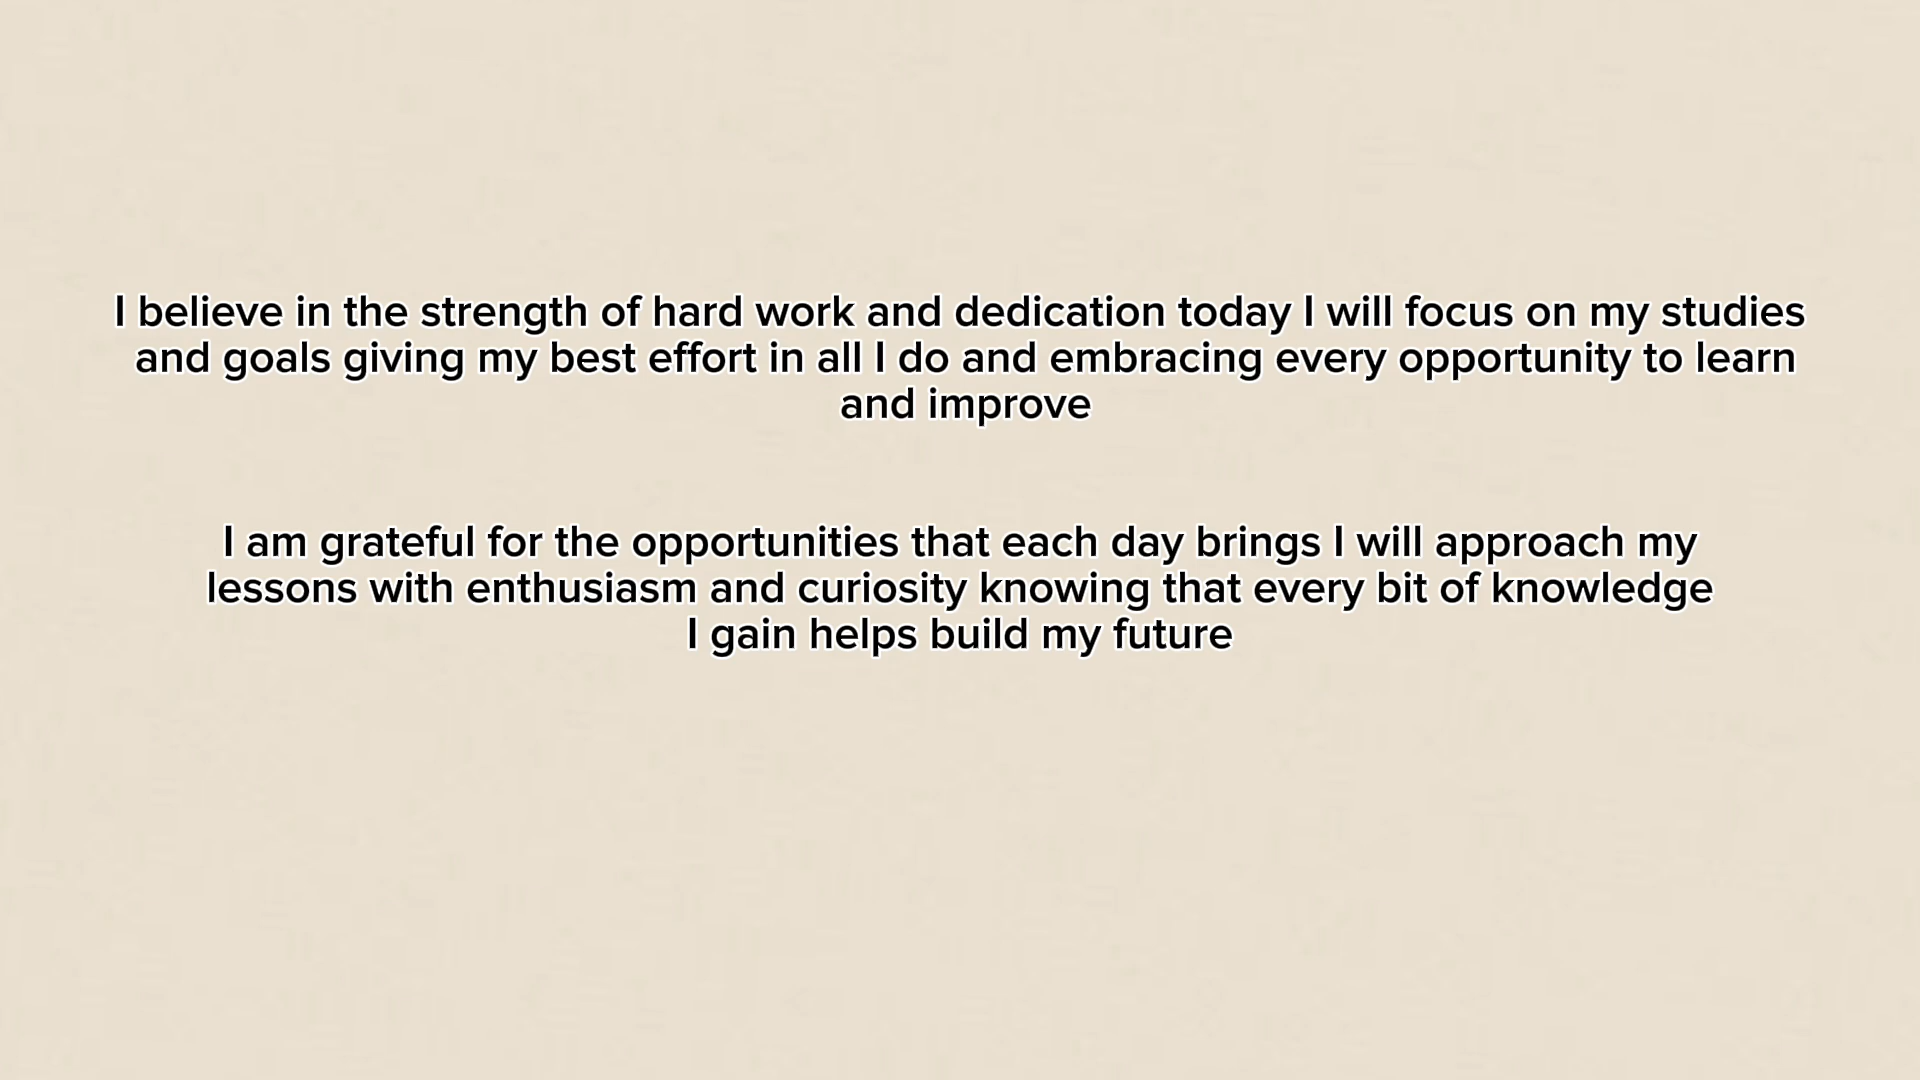 I believe in the strength of hard work and dedication today I will focus on my studies
and goals giving my best effort in all I do and embracing every opportunity to learn
and improve
I am grateful for the opportunities that each day brings I will approach my
lessons with enthusiasm and curiosity knowing that every bit of knowledge
I gain helps build my future